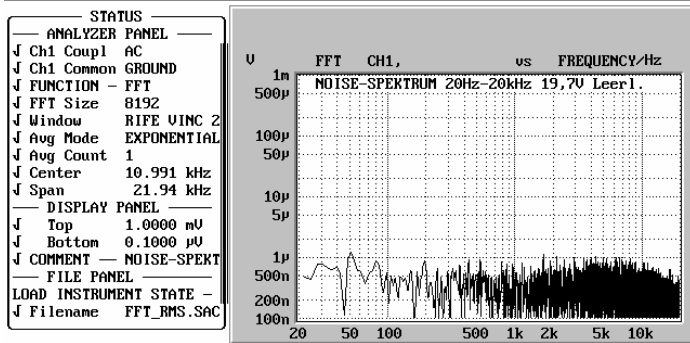 STATUS
ANALYZER PANEL
√ Ch1 Coupl AC
√ Ch1 Common GROUND
√ FUNCTION — FFT
√ FFT Size 8192
√ Window RIFE VINC 2
√ Avg Mode EXPONENTIAL
√ Avg Count 1
√ Center 10.991 kHz
√ Span 21.94 kHz
DISPLAY PANEL
√ Top 1.0000 mV
√ Bottom 0.1000 µV
√ COMMENT — NOISE-SPEKT
FILE PANEL
LOAD INSTRUMENT STATE —
√ Filename FFT_RMS.SAC
V FFT CH1, vs FREQUENCY/Hz
NOISE-SPEKTRUM 20Hz-20kHz 19,7V Leerl.
1m
500µ
100µ
50µ
10µ
5µ
1µ
500n
200n
100n
20 50 100 500 1k 2k 5k 10k